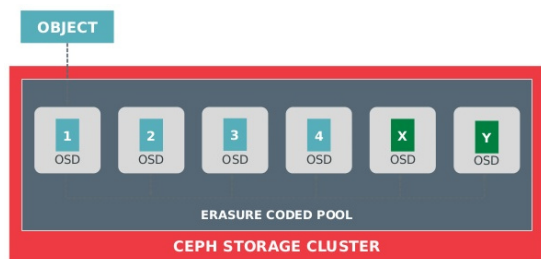 OBJECT
1 2 3 4 X Y
OSD OSD OSD OSD OSD OSD
ERASURE CODED POOL
CEPH STORAGE CLUSTER